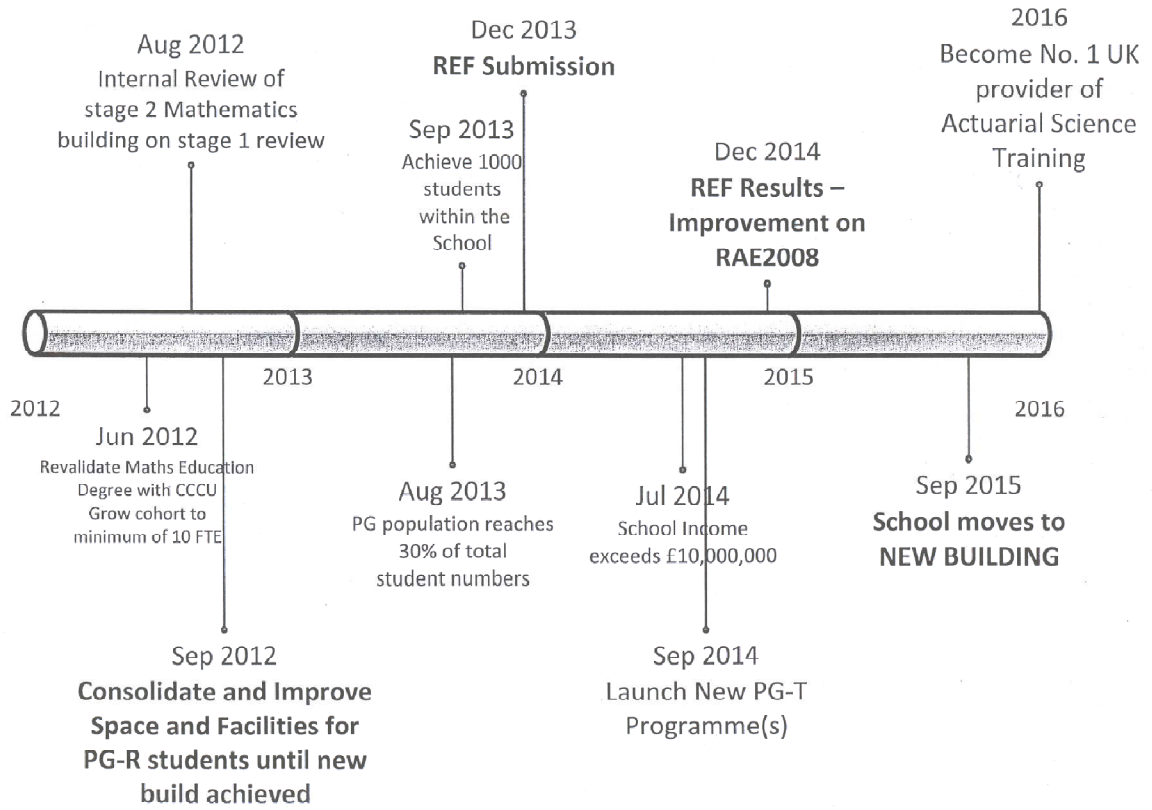 Aug 2012
Internal Review of
stage 2 Mathematics
building on stage 1 review
Dec 2013
REF Submission
Sep 2013
Achieve 1000
students
within the
School
Dec 2014
REF Results –
Improvement on
RAE2008
2016
Become No. 1 UK
provider of
Actuarial Science
Training
2012
2013
2014
2015
2016
Jun 2012
Revalidate Maths Education
Degree with CCCU
Grow cohort to
minimum of 10 FTE
Sep 2012
Consolidate and Improve
Space and Facilities for
PG-R students until new
build achieved
Aug 2013
PG population reaches
30% of total
student numbers
Jul 2014
School Income
exceeds £10,000,000
Sep 2014
Launch New PG-T
Programme(s)
Sep 2015
School moves to
NEW BUILDING